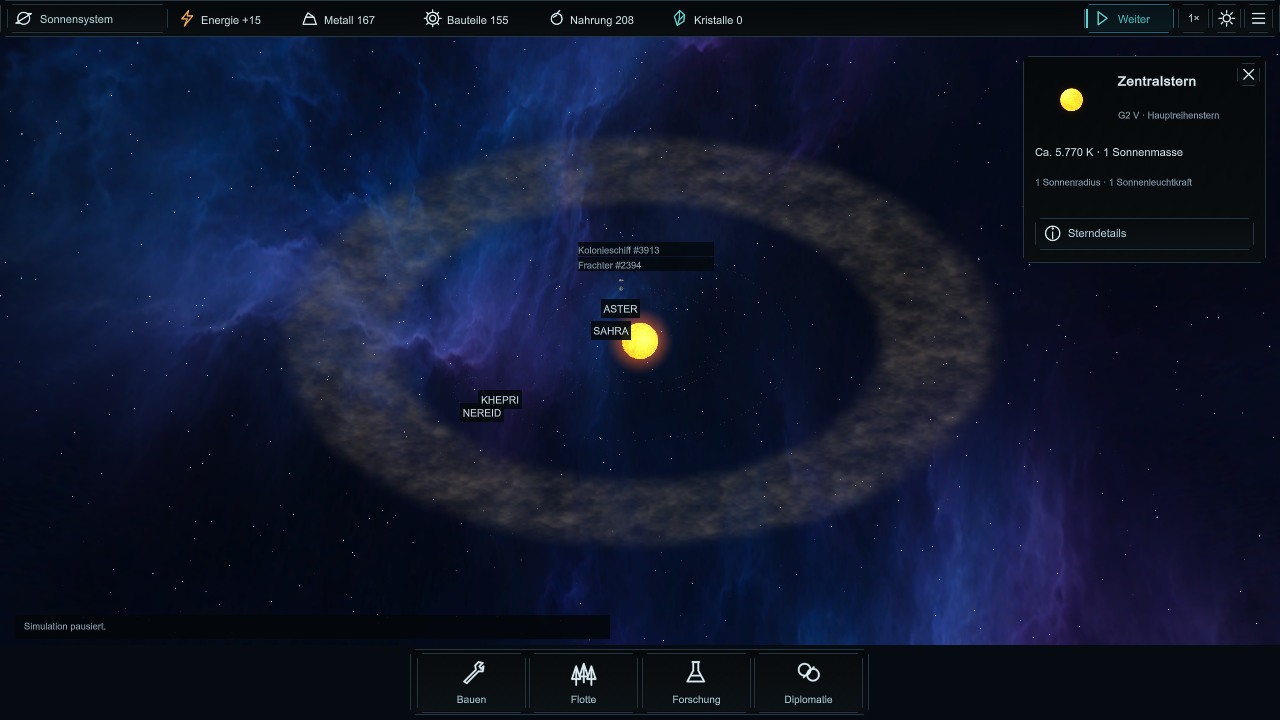 Sonnensystem
Energie +15
Metall 167
Bauteile 155
Nahrung 208
Kristalle 0
Weiter
1×
Zentralstern
G2 V · Hauptreihenstern
Ca. 5.770 K · 1 Sonnenmasse
1 Sonnenradius · 1 Sonnenleuchtkraft
Sterndetails
Kolonieschiff #3913
Frachter #2394
ASTER
SAHRA
KHEPRI
NEREID
Simulation pausiert.
Bauen
Flotte
Forschung
Diplomatie